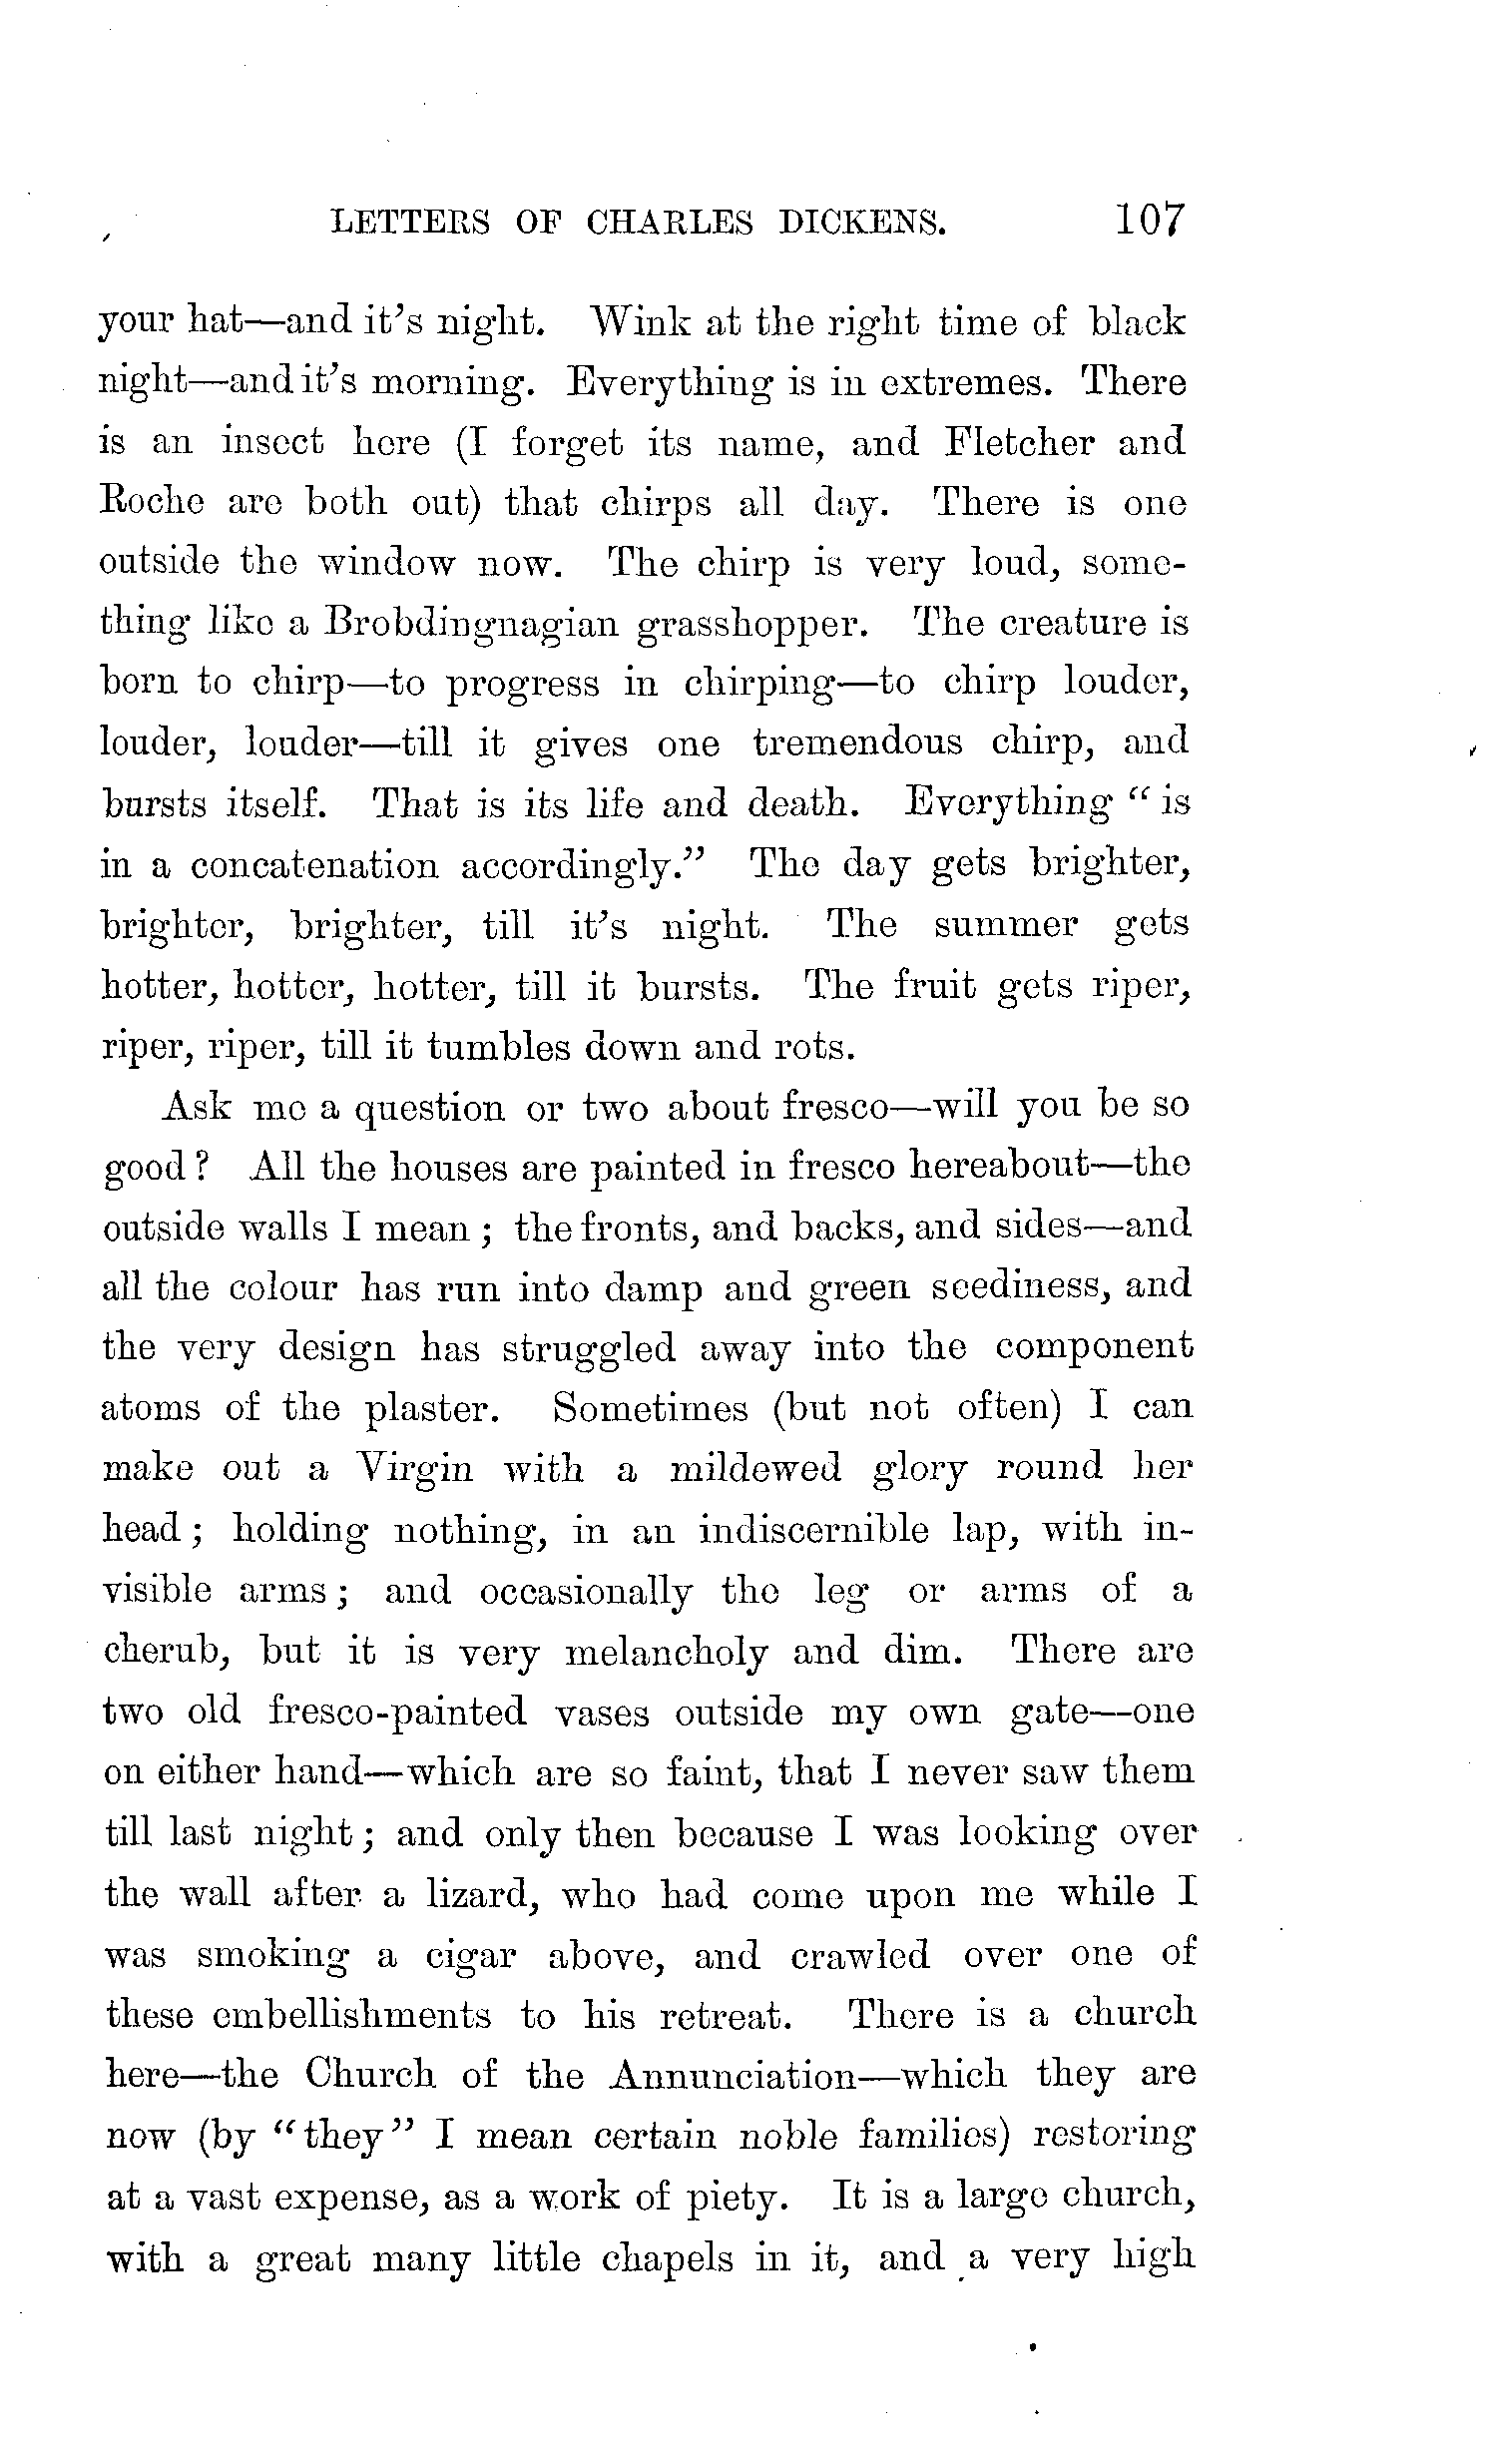 LETTERS OF CHARLES DICKENS. 107
your hat—and it's night. Wink at the right time of black
night—and it's morning. Everything is in extremes. There
is an insect here (I forget its name, and Fletcher and
Roche are both out) that chirps all day. There is one
outside the window now. The chirp is very loud, some-
thing like a Brobdingnagian grasshopper. The creature is
born to chirp—to progress in chirping—to chirp louder,
louder, louder—till it gives one tremendous chirp, and
bursts itself. That is its life and death. Everything “is
in a concatenation accordingly.” The day gets brighter,
brighter, brighter, till it's night. The summer gets
hotter, hotter, hotter, till it bursts. The fruit gets riper,
riper, riper, till it tumbles down and rots.
Ask me a question or two about fresco—will you be so
good? All the houses are painted in fresco hereabout—the
outside walls I mean; the fronts, and backs, and sides—and
all the colour has run into damp and green seediness, and
the very design has struggled away into the component
atoms of the plaster. Sometimes (but not often) I can
make out a Virgin with a mildewed glory round her
head; holding nothing, in an indiscernible lap, with in-
visible arms; and occasionally the leg or arms of a
cherub, but it is very melancholy and dim. There are
two old fresco-painted vases outside my own gate—one
on either hand—which are so faint, that I never saw them
till last night; and only then because I was looking over
the wall after a lizard, who had come upon me while I
was smoking a cigar above, and crawled over one of
these embellishments to his retreat. There is a church
here—the Church of the Annunciation—which they are
now (by “they” I mean certain noble families) restoring
at a vast expense, as a work of piety. It is a large church,
with a great many little chapels in it, and a very high